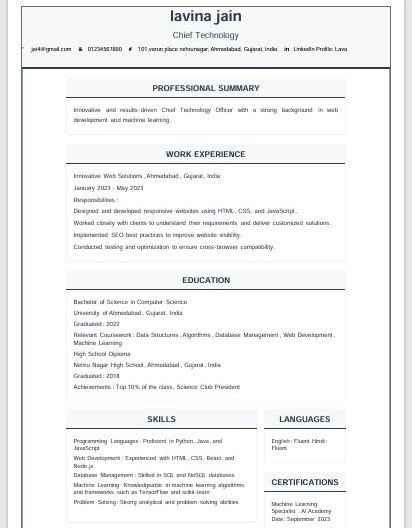 lavina jain
Chief Technology
jai4@gmail.com & 01234567890 # 101,varun place nehrunagar, Ahmedabad, Gujarat, India in LinkedIn Profile: Lava
PROFESSIONAL SUMMARY
Innovative and results-driven Chief Technology Officer with a strong background in web
development and machine learning.
WORK EXPERIENCE
Innovative Web Solutions, Ahmedabad, Gujarat, India
January 2023 - May 2023
Responsibilities :
Designed and developed responsive websites using HTML, CSS, and JavaScript.
Worked closely with clients to understand their requirements and deliver customized solutions.
Implemented SEO best practices to improve website visibility.
Conducted testing and optimization to ensure cross-browser compatibility.
EDUCATION
Bachelor of Science in Computer Science
University of Ahmedabad, Gujarat, India
Graduated: 2022
Relevant Coursework: Data Structures, Algorithms, Database Management, Web Development,
Machine Learning
High School Diploma
Nehru Nagar High School, Ahmedabad, Gujarat, India
Graduated: 2018
Achievements: Top 10% of the class, Science Club President
SKILLS
Programming Languages: Proficient in Python, Java, and
JavaScript
Web Development: Experienced with HTML, CSS, React, and
Node.js
Database Management: Skilled in SQL and NoSQL databases
Machine Learning: Knowledgeable in machine learning algorithms
and frameworks such as TensorFlow and scikit-learn
Problem-Solving: Strong analytical and problem-solving abilities
LANGUAGES
English: Fluent Hindi:
Fluent
CERTIFICATIONS
Machine Learning
Specialist : AI Academy
Date: September 2023